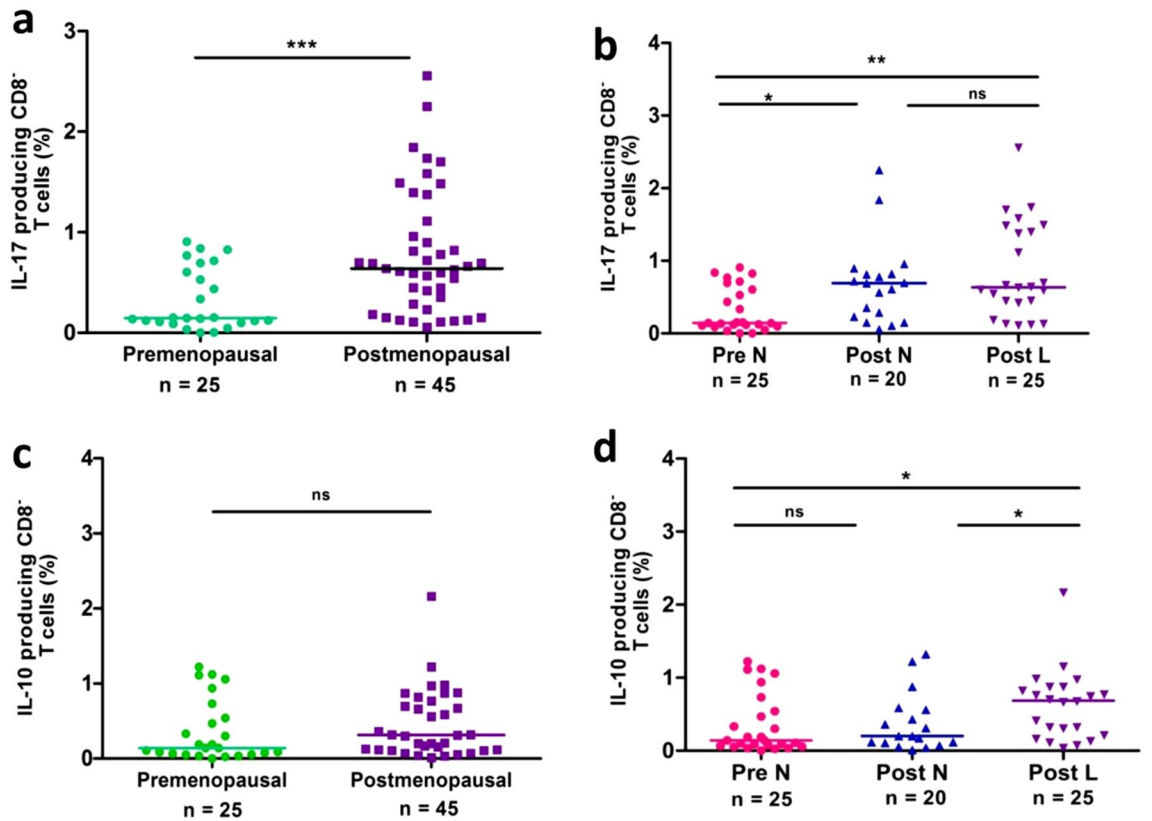 a
3
2
1
0
IL-17 producing CD8⁻
T cells (%)
***
Premenopausal
n = 25
Postmenopausal
n = 45
b
4
3
2
1
0
IL-17 producing CD8⁻
T cells (%)
**
*
ns
Pre N
n = 25
Post N
n = 20
Post L
n = 25
c
4
3
2
1
0
IL-10 producing CD8⁻
T cells (%)
ns
Premenopausal
n = 25
Postmenopausal
n = 45
d
4
3
2
1
0
IL-10 producing CD8⁻
T cells (%)
*
ns
*
Pre N
n = 25
Post N
n = 20
Post L
n = 25